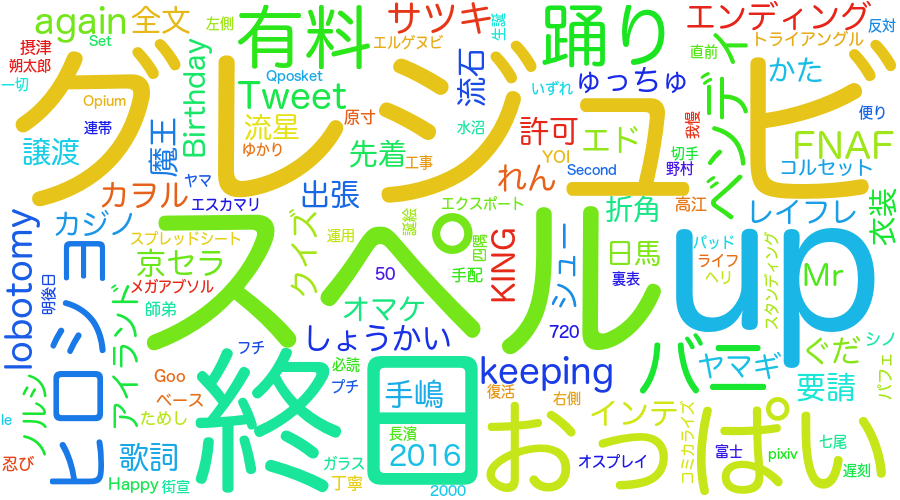 again
全文
左側
Set
有料
踊り
サツキ
エルゲヌビ
生誕
エンディング
トライアングル
反対
直前
摂津
朔太郎
一切
グレジュビ
Birthday
Qposket
Tweet
流石
ゆっちゅ
いずれ
かた
Opium
連帯
魔王
流星
原寸
ゆかり
水沼
許可
エド
我慢
便り
譲渡
先着
工事
YOI
切手
ベンディ
FNAF
カヲル
ヤマ
出張
れん
Second
野村
コルセット
エスカマリ
誕絵
エクスポート
折角
高江
レイフレ
衣装
lobotomy
カジノ
スプレッドシート
クイズ
運用
スペル
四隅
KING
シュー
日馬
up
パッド
ライフ
ヘリ
スタンディング
Mr
ヒロショ
京セラ
50
手配
裏表
明後日
メガアブソル
師弟
アイランド
オマケ
しょうかい
720
バニー
ヤマギ
ぐだ
シノ
パフェ
フチ
プチ
必読
終日
手嶋
keeping
要請
ノルシ
Goo
ベース
ためし
復活
右側
le
長濱
2016
おっぱい
インテ
コミカライズ
忍び
歌詞
Happy
街宣
ガラス
丁寧
2000
オスプレイ
富士
pixiv
七尾
遅刻